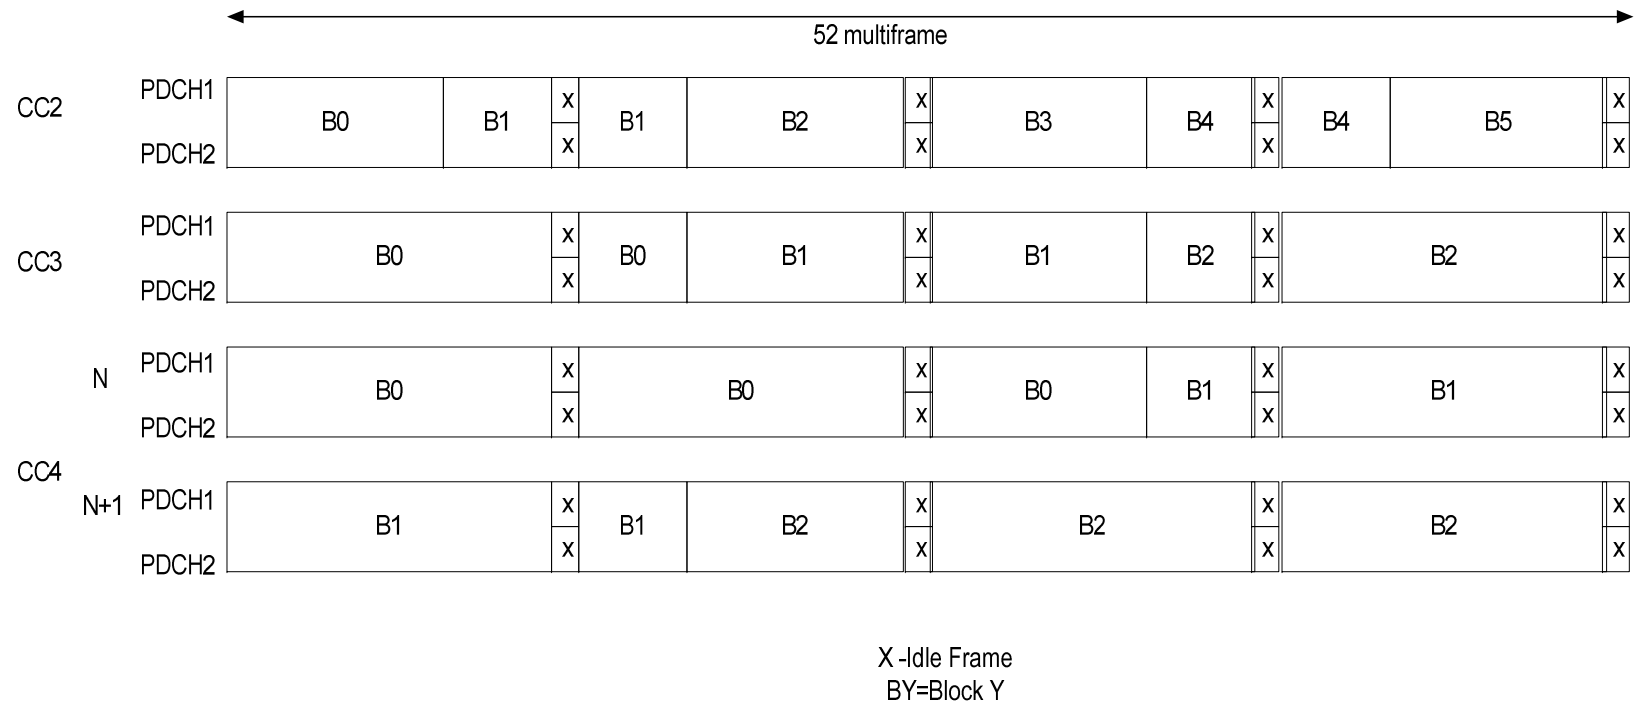 52 multiframe
CC2
PDCH1
B0 B1 X B1 B2 X B3 B4 X B4 B5 X
PDCH2
X X X X
CC3
PDCH1
B0 X B0 B1 X B1 B2 X B2 X
PDCH2
X X X X
N
PDCH1
B0 X B0 X B0 B1 X B1 X
PDCH2
X X X X
CC4
N+1 PDCH1
B1 X B1 B2 X B2 X B2 X
PDCH2
X X X X
X -Idle Frame
BY=Block Y